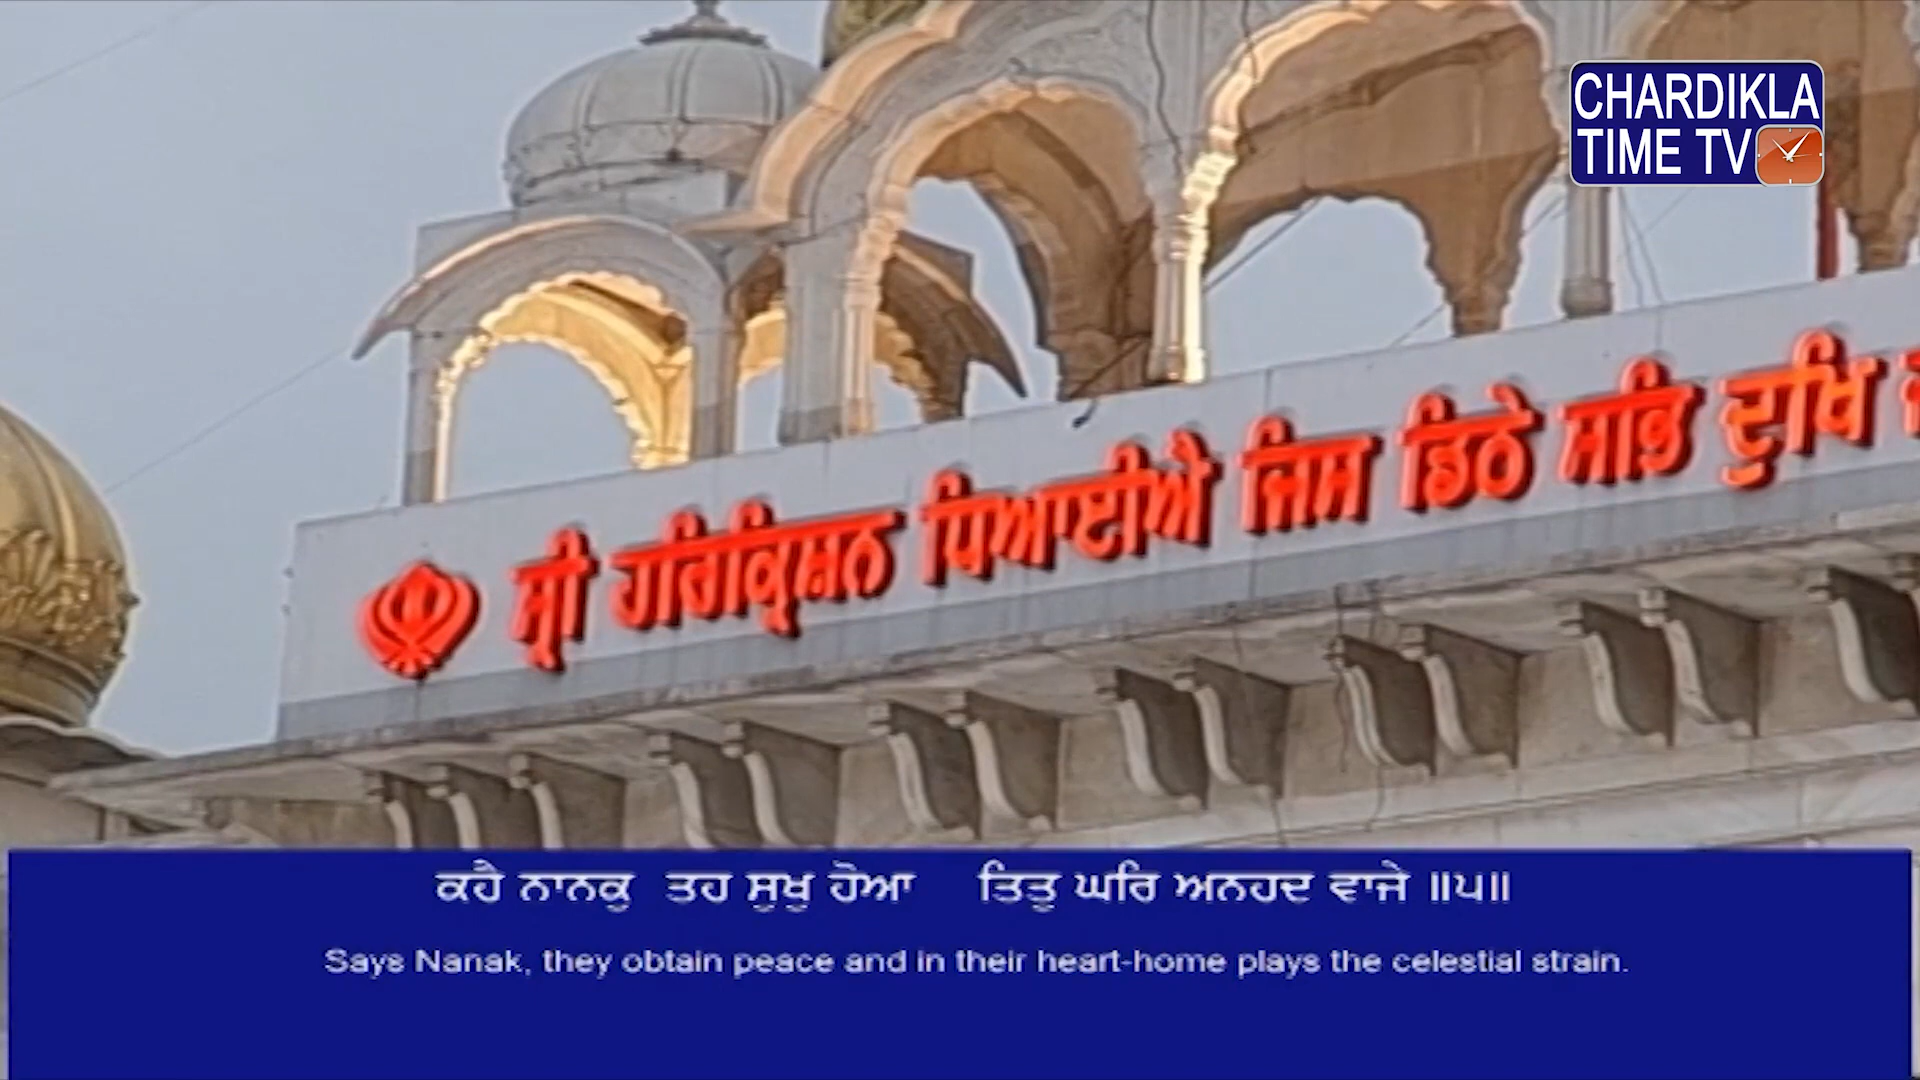 CHARDIKLA
TIME TV
ਸ੍ਰੀ ਹਰਿਕ੍ਰਿਸ਼ਨ ਧਿਆਈਐ ਜਿਸ ਡਿਠੇ ਸਭਿ ਦੁਖਿ
ਕਹੈ ਨਾਨਕੁ ਤਹ ਸੁਖੁ ਹੋਆ ਤਿਤੁ ਘਰਿ ਅਨਹਦ ਵਾਜੇ ॥੫॥
Says Nanak, they obtain peace and in their heart-home plays the celestial strain.